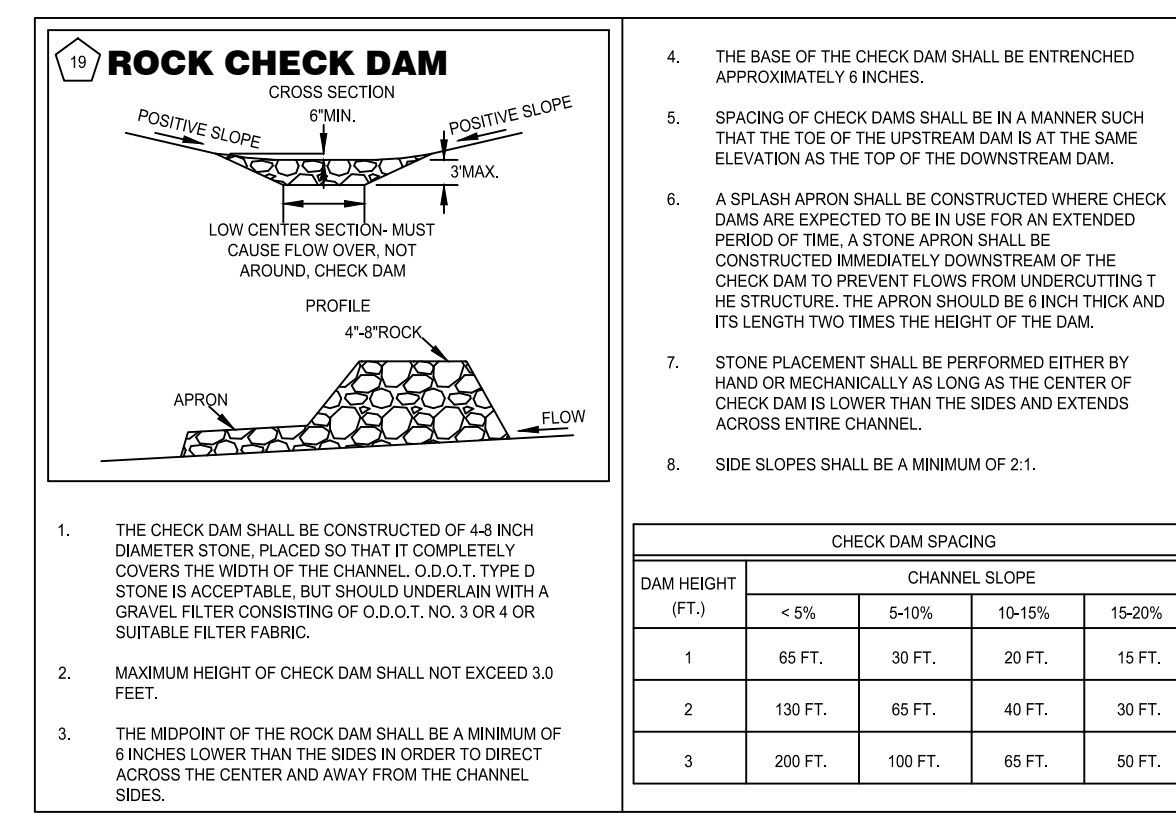 19
ROCK CHECK DAM
CROSS SECTION
6"MIN.
POSITIVE SLOPE
POSITIVE SLOPE
3'MAX.
LOW CENTER SECTION- MUST
CAUSE FLOW OVER, NOT
AROUND, CHECK DAM
PROFILE
4"-8"ROCK
APRON
FLOW
1. THE CHECK DAM SHALL BE CONSTRUCTED OF 4-8 INCH
DIAMETER STONE, PLACED SO THAT IT COMPLETELY
COVERS THE WIDTH OF THE CHANNEL. O.D.O.T. TYPE D
STONE IS ACCEPTABLE, BUT SHOULD UNDERLAIN WITH A
GRAVEL FILTER CONSISTING OF O.D.O.T. NO. 3 OR 4 OR
SUITABLE FILTER FABRIC.
2. MAXIMUM HEIGHT OF CHECK DAM SHALL NOT EXCEED 3.0
FEET.
3. THE MIDPOINT OF THE ROCK DAM SHALL BE A MINIMUM OF
6 INCHES LOWER THAN THE SIDES IN ORDER TO DIRECT
ACROSS THE CENTER AND AWAY FROM THE CHANNEL
SIDES.
4. THE BASE OF THE CHECK DAM SHALL BE ENTRENCHED
APPROXIMATELY 6 INCHES.
5. SPACING OF CHECK DAMS SHALL BE IN A MANNER SUCH
THAT THE TOE OF THE UPSTREAM DAM IS AT THE SAME
ELEVATION AS THE TOP OF THE DOWNSTREAM DAM.
6. A SPLASH APRON SHALL BE CONSTRUCTED WHERE CHECK
DAMS ARE EXPECTED TO BE IN USE FOR AN EXTENDED
PERIOD OF TIME, A STONE APRON SHALL BE
CONSTRUCTED IMMEDIATELY DOWNSTREAM OF THE
CHECK DAM TO PREVENT FLOWS FROM UNDERCUTTING T
HE STRUCTURE. THE APRON SHOULD BE 6 INCH THICK AND
ITS LENGTH TWO TIMES THE HEIGHT OF THE DAM.
7. STONE PLACEMENT SHALL BE PERFORMED EITHER BY
HAND OR MECHANICALLY AS LONG AS THE CENTER OF
CHECK DAM IS LOWER THAN THE SIDES AND EXTENDS
ACROSS ENTIRE CHANNEL.
8. SIDE SLOPES SHALL BE A MINIMUM OF 2:1.
CHECK DAM SPACING
DAM HEIGHT
(FT.)
CHANNEL SLOPE
< 5% 5-10% 10-15% 15-20%
1 65 FT. 30 FT. 20 FT. 15 FT.
2 130 FT. 65 FT. 40 FT. 30 FT.
3 200 FT. 100 FT. 65 FT. 50 FT.